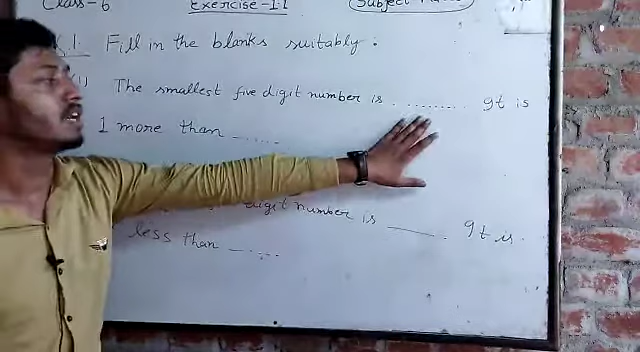 Class-6 Exercise-1.1 Subject
Q.1. Fill in the blanks suitably :
(i) The smallest five digit number is ......... It is
1 more than ......
digit number is ____ . It is
less than ......